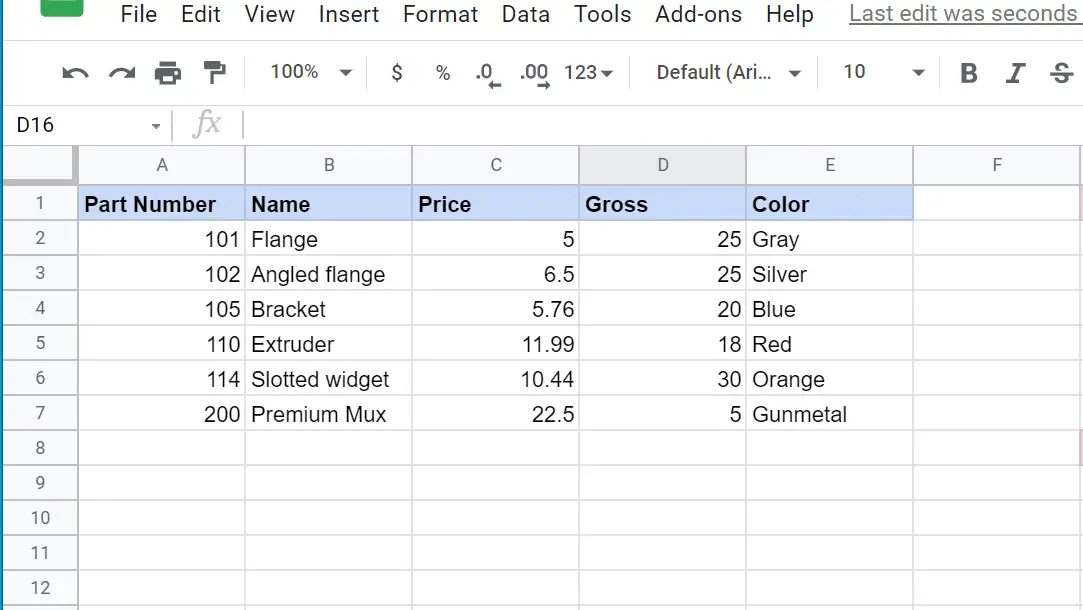 File Edit View Insert Format Data Tools Add-ons Help Last edit was seconds
100% $ % .0 .00 123 Default (Ari... 10 B I S
D16 fx
A B C D E F
1 Part Number Name Price Gross Color
2 101 Flange 5 25 Gray
3 102 Angled flange 6.5 25 Silver
4 105 Bracket 5.76 20 Blue
5 110 Extruder 11.99 18 Red
6 114 Slotted widget 10.44 30 Orange
7 200 Premium Mux 22.5 5 Gunmetal
8
9
10
11
12